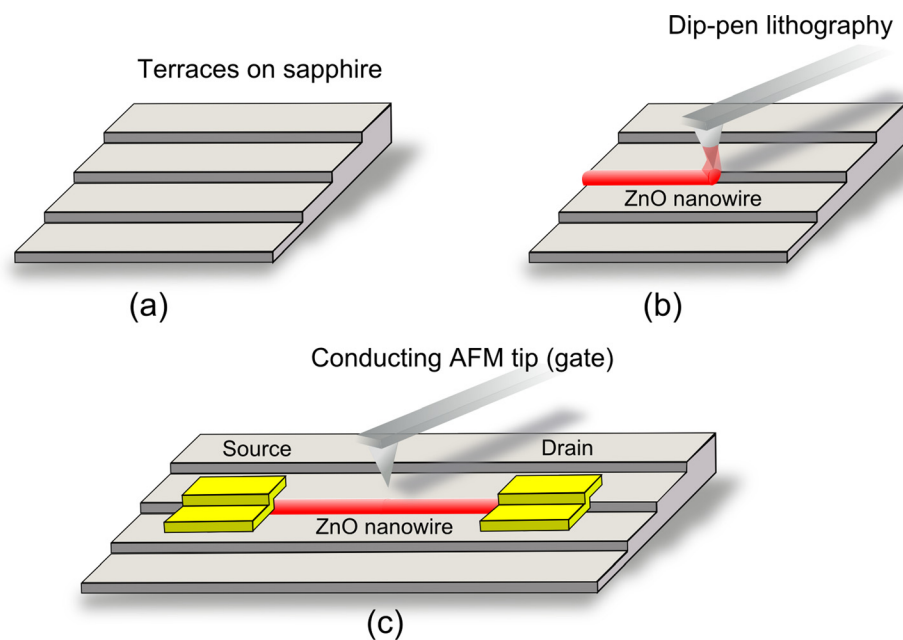 Terraces on sapphire
(a)
Dip-pen lithography
ZnO nanowire
(b)
Conducting AFM tip (gate)
Source
Drain
ZnO nanowire
(c)